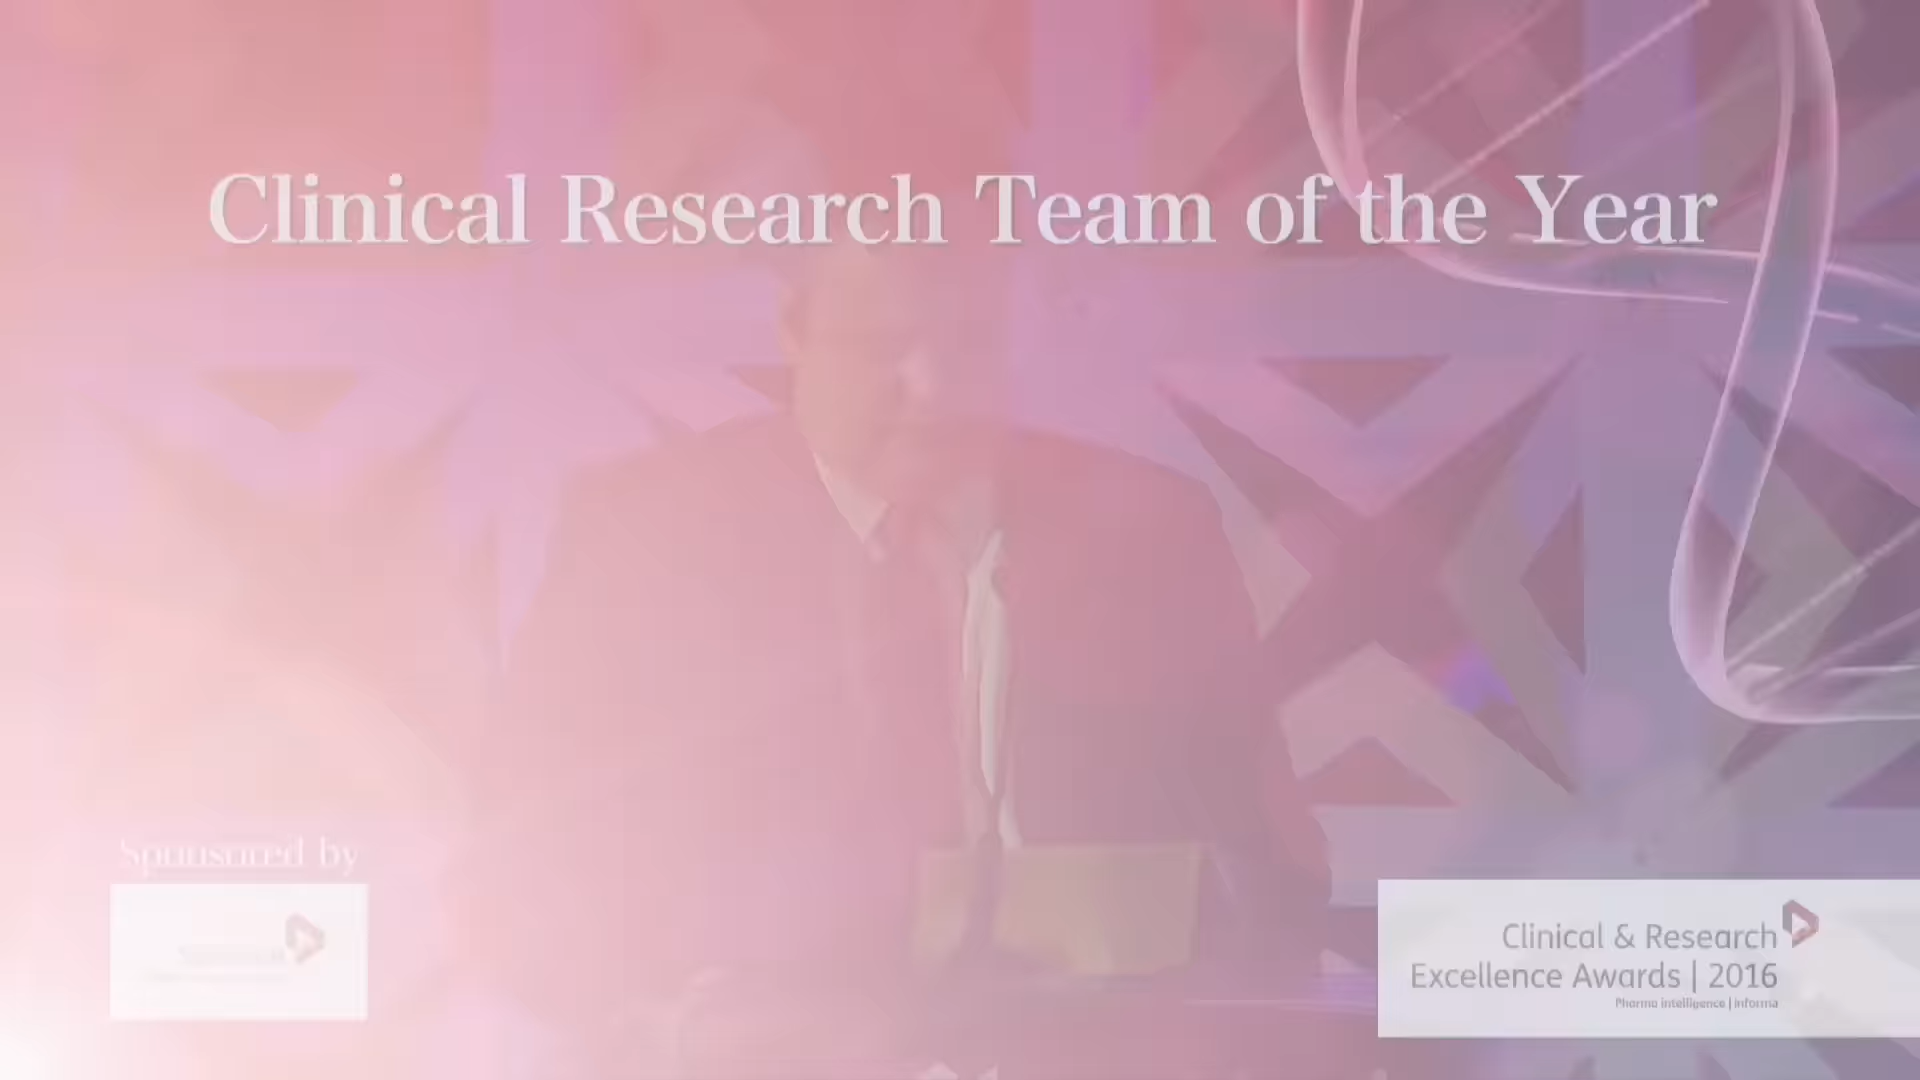 Clinical Research Team of the Year
Sponsored by
Clinical & Research
Excellence Awards | 2016
Pharma intelligence | informa